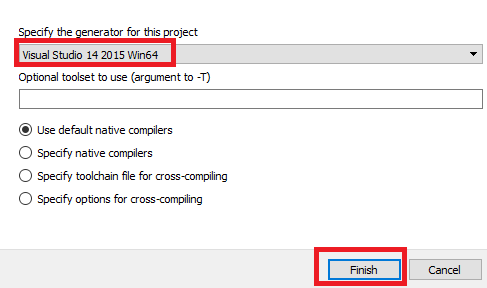 Specify the generator for this project
Visual Studio 14 2015 Win64
Optional toolset to use (argument to -T)
Use default native compilers
Specify native compilers
Specify toolchain file for cross-compiling
Specify options for cross-compiling
Finish
Cancel